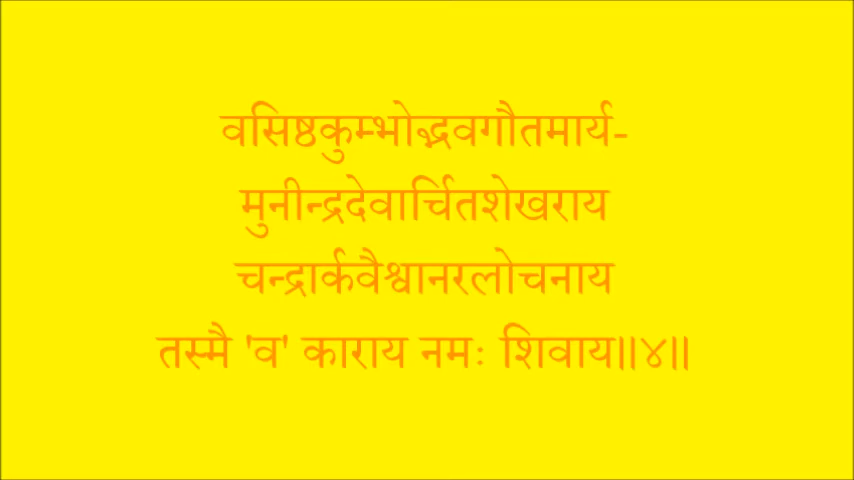 वसिष्ठकुम्भोद्भवगौतमार्य-
मुनीन्द्रदेवार्चितशेखराय
चन्द्रार्कवैश्वानरलोचनाय
तस्मै 'व' काराय नमः शिवाय॥४॥